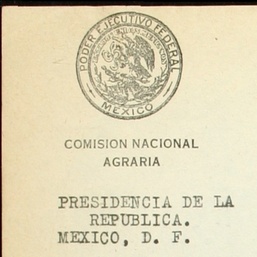 PODER EJECUTIVO FEDERAL
MEXICO
COMISION NACIONAL
AGRARIA
PRESIDENCIA DE LA
REPUBLICA.
MEXICO, D. F.